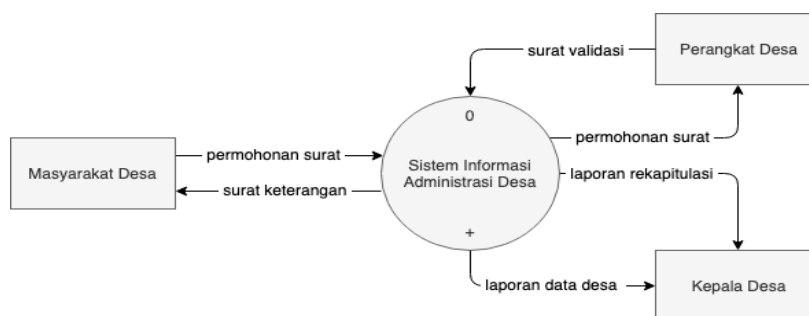 surat validasi
Perangkat Desa
0
permohonan surat
permohonan surat
Masyarakat Desa
Sistem Informasi
Administrasi Desa
laporan rekapitulasi
surat keterangan
+
laporan data desa
Kepala Desa